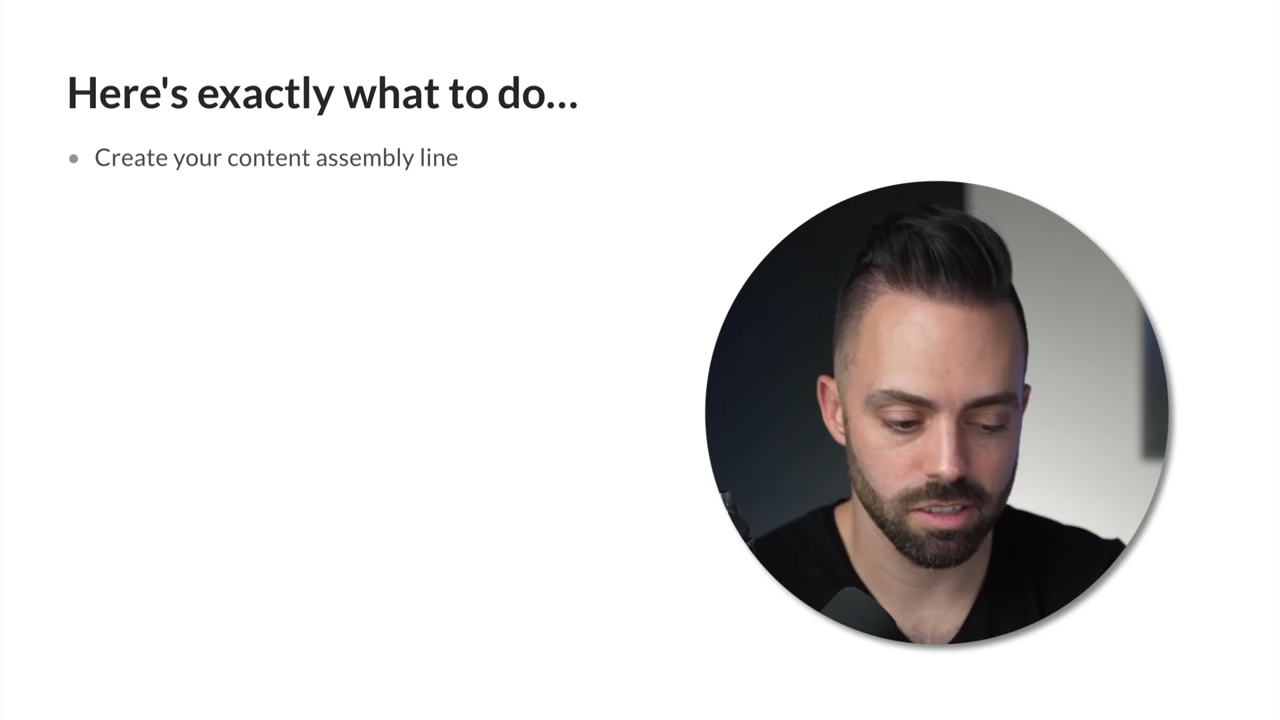 Here's exactly what to do...
• Create your content assembly line